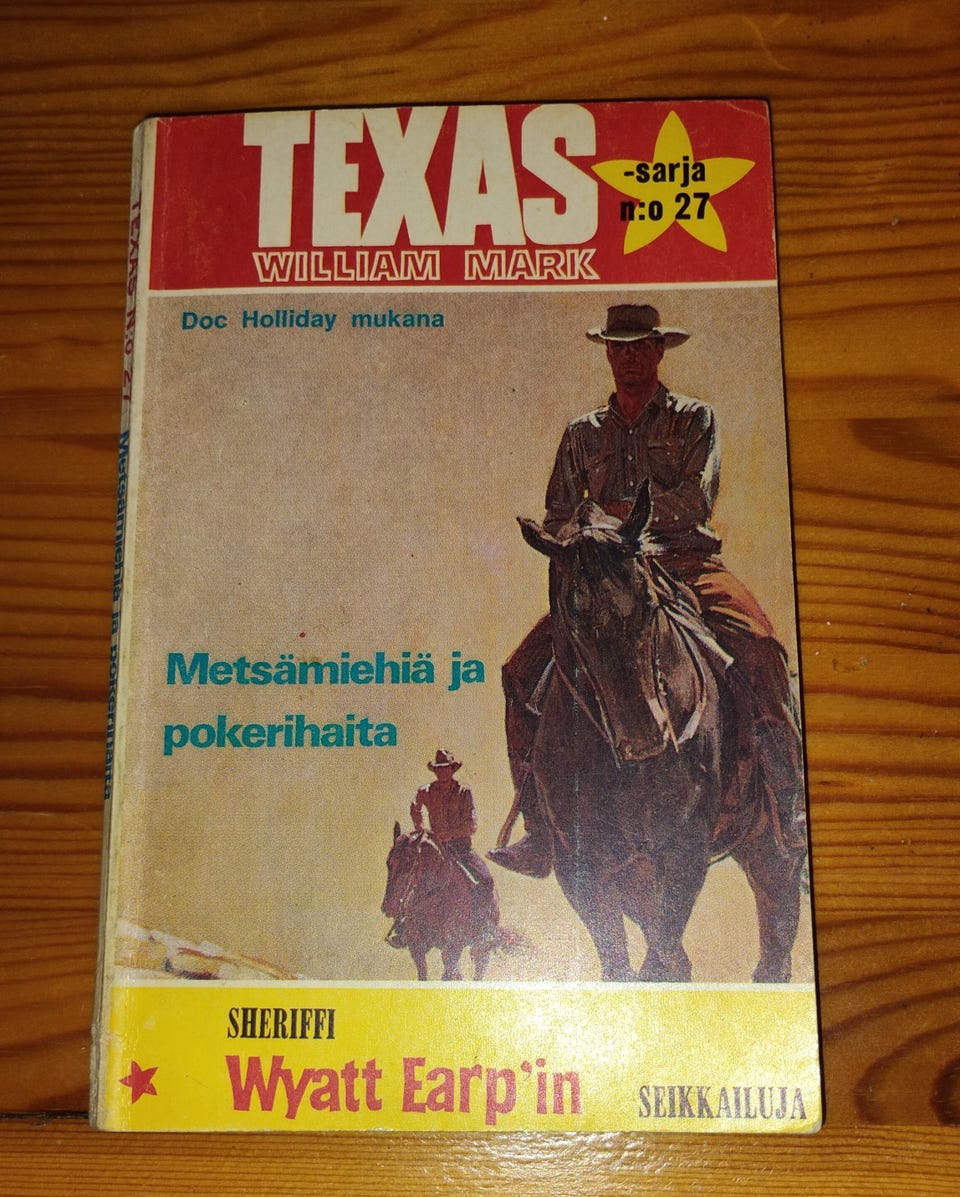 TEXAS
-sarja
n:o 27
WILLIAM MARK
Doc Holliday mukana
Metsämiehiä ja
pokerihaita
SHERIFFI
Wyatt Earp'in
SEIKKAILUJA
TEXAS N:o 27 Metsämiehiä ja pokerihaita